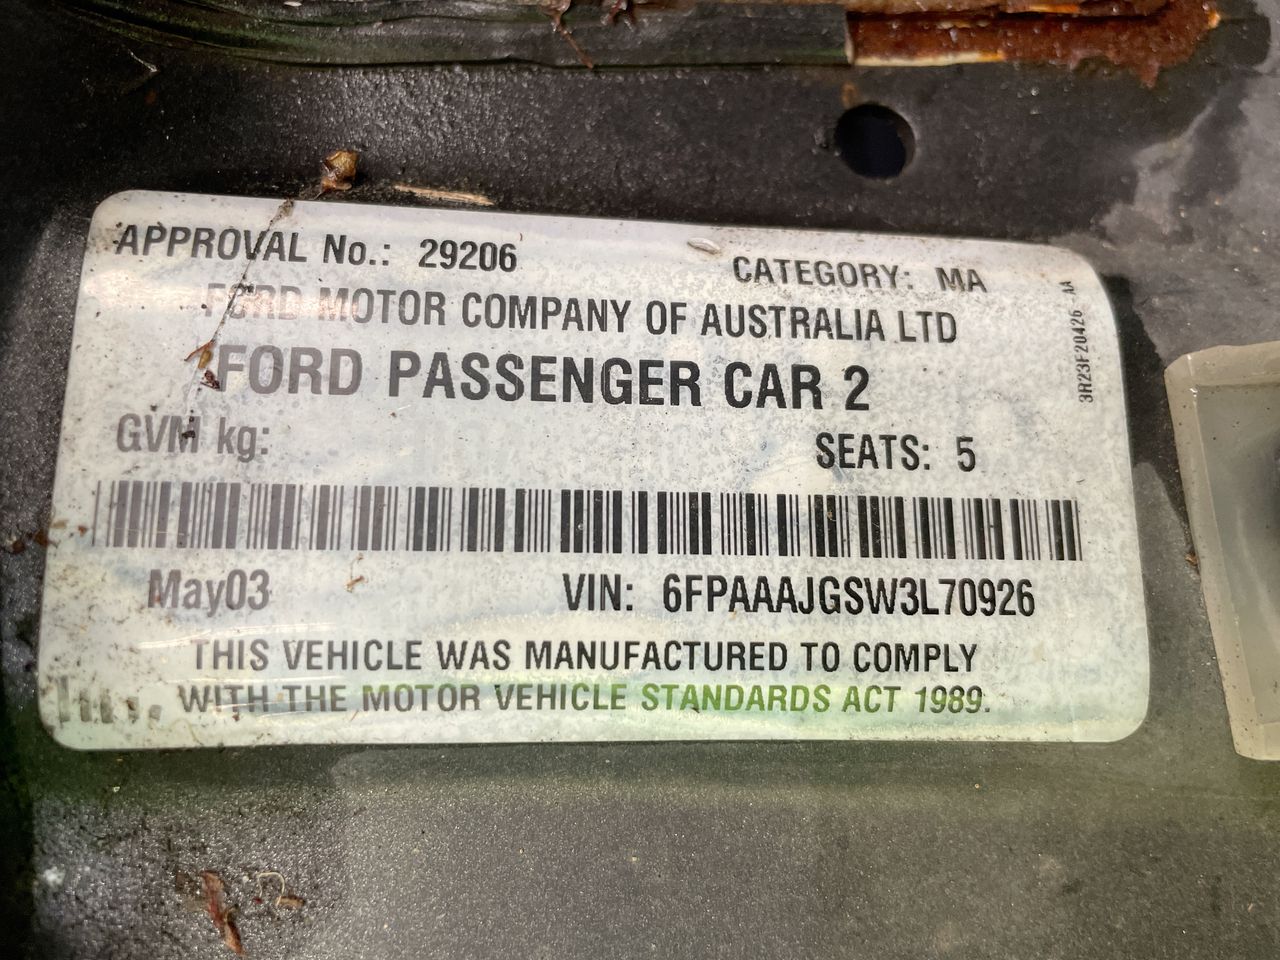 APPROVAL No.: 29206 CATEGORY: MA
FORD MOTOR COMPANY OF AUSTRALIA LTD
FORD PASSENGER CAR 2
GVM kg: SEATS: 5
May03 VIN: 6FPAAAJGSW3L70926
THIS VEHICLE WAS MANUFACTURED TO COMPLY
WITH THE MOTOR VEHICLE STANDARDS ACT 1989.
3R23F20426 AA